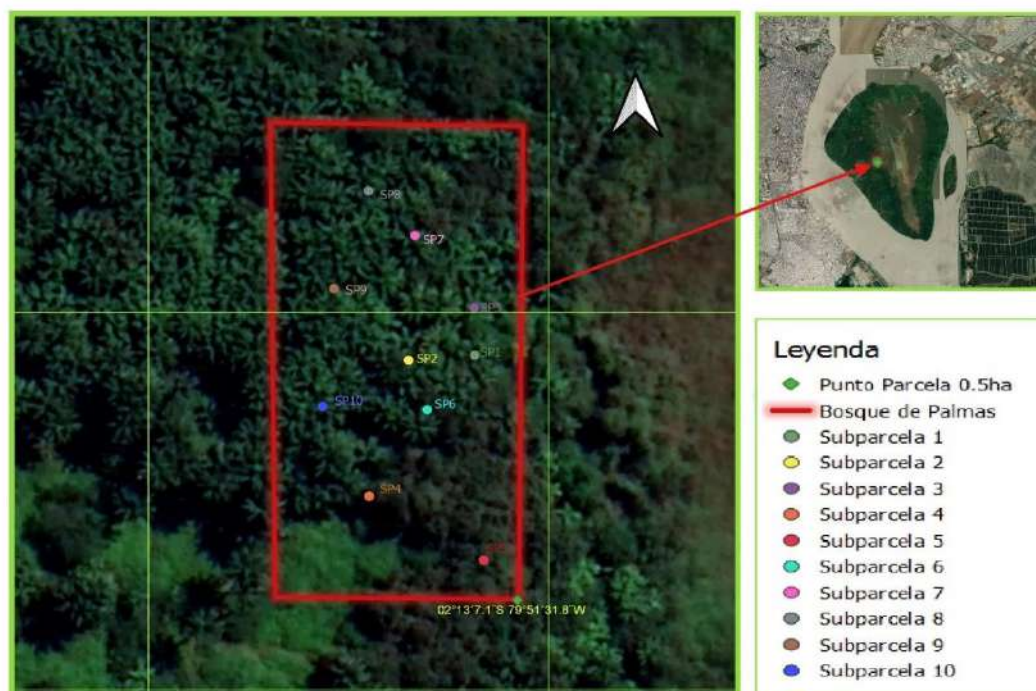 SP8
SP7
SP9
SP3
SP1
SP2
SP10
SP6
SP4
02°13´7.1¨S 79°51´31.8¨W
Leyenda
Punto Parcela 0.5ha
Bosque de Palmas
Subparcela 1
Subparcela 2
Subparcela 3
Subparcela 4
Subparcela 5
Subparcela 6
Subparcela 7
Subparcela 8
Subparcela 9
Subparcela 10